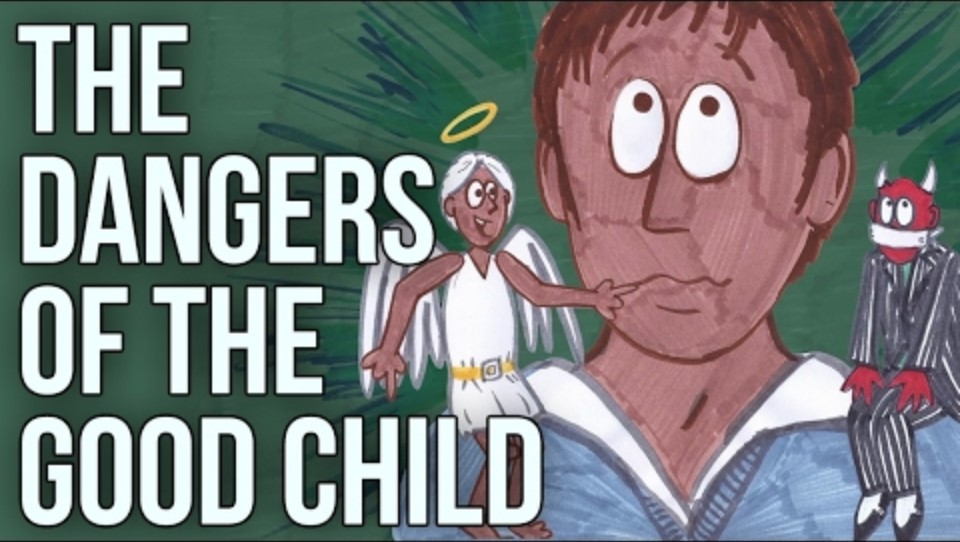 THE
DANGERS
OF THE
GOOD CHILD